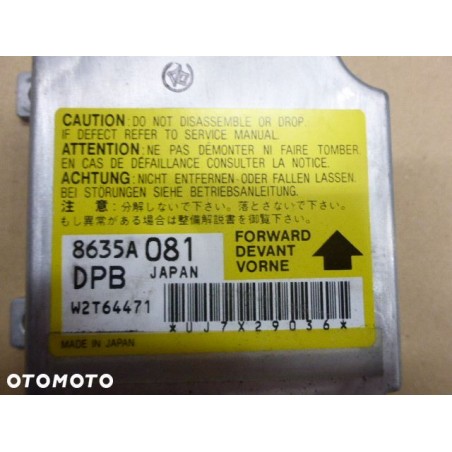 CAUTION: DO NOT DISASSEMBLE OR DROP.
IF DEFECT REFER TO SERVICE MANUAL.
ATTENTION: NE PAS DÉMONTER NI FAIRE TOMBER.
EN CAS DE DÉFAILLANCE CONSULTER LA NOTICE.
ACHTUNG: NICHT ENTFERNEN ODER FALLEN LASSEN.
BEI STÖRUNGEN SIEHE BETRIEBSANLEITUNG.
注 意: 分解しないで下さい。落とさないで下さい。
もし異常がある場合は整備解説書を御覧下さい。
8635A 081
DPB JAPAN
W2T64471
FORWARD
DEVANT
VORNE
*UJ7X29036*
MADE IN JAPAN
OTOMOTO